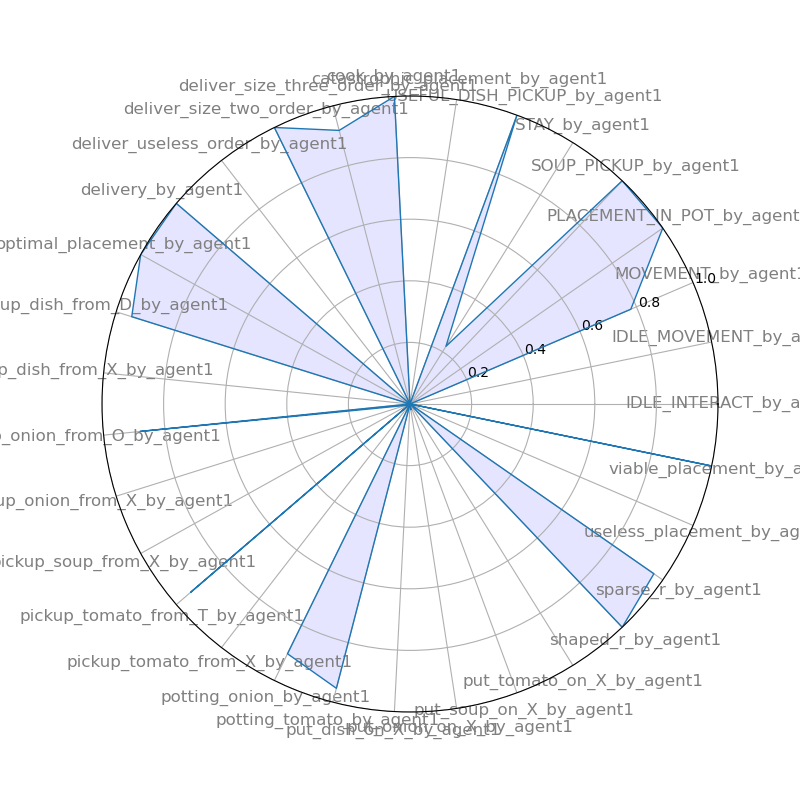 cook_by_agent1
catastrophic_placement_by_agent1
deliver_size_three_order_by_agent1
USEFUL_DISH_PICKUP_by_agent1
deliver_size_two_order_by_agent1
STAY_by_agent1
deliver_useless_order_by_agent1
SOUP_PICKUP_by_agent1
delivery_by_agent1
PLACEMENT_IN_POT_by_agent
optimal_placement_by_agent1
MOVEMENT_by_agent1
1.0
0.8
0.6
0.4
0.2
up_dish_from_D_by_agent1
IDLE_MOVEMENT_by_a
p_dish_from_X_by_agent1
IDLE_INTERACT_by_a
p_onion_from_O_by_agent1
viable_placement_by_a
up_onion_from_X_by_agent1
useless_placement_by_ag
pickup_soup_from_X_by_agent1
sparse_r_by_agent1
pickup_tomato_from_T_by_agent1
shaped_r_by_agent1
pickup_tomato_from_X_by_agent1
put_tomato_on_X_by_agent1
potting_onion_by_agent1
put_soup_on_X_by_agent1
potting_tomato_by_agent1
put_onion_on_X_by_agent1
put_dish_on_X_by_agent1